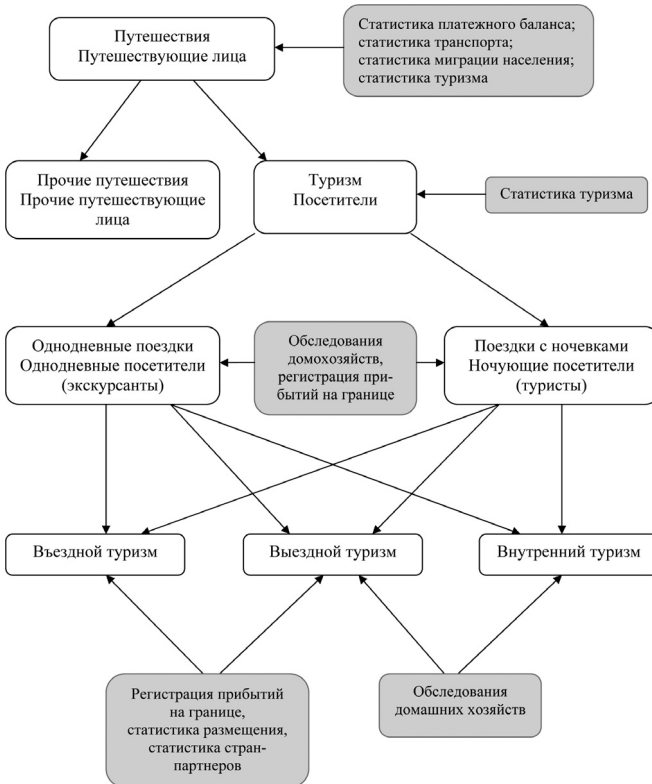 Путешествия
Путешествующие лица
Статистика платежного баланса;
статистика транспорта;
статистика миграции населения;
статистика туризма
Прочие путешествия
Прочие путешествующие
лица
Туризм
Посетители
Статистика туризма
Однодневные поездки
Однодневные посетители
(экскурсанты)
Обследования
домохозяйств,
регистрация при-
бытий на границе
Поездки с ночевками
Ночующие посетители
(туристы)
Въездной туризм
Выездной туризм
Внутренний туризм
Регистрация прибытий
на границе,
статистика размещения,
статистика стран-
партнеров
Обследования
домашних хозяйств